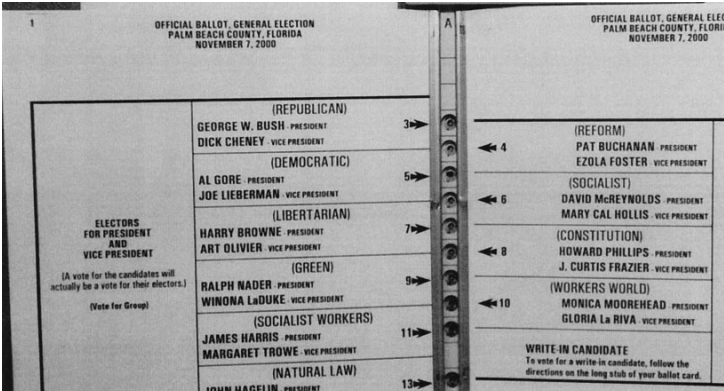 1
OFFICIAL BALLOT, GENERAL ELECTION
PALM BEACH COUNTY, FLORIDA
NOVEMBER 7, 2000
ELECTORS
FOR PRESIDENT
AND
VICE PRESIDENT
(A vote for the candidates will
actually be a vote for their electors.)
(Vote for Group)
(REPUBLICAN)
GEORGE W. BUSH - PRESIDENT
DICK CHENEY - VICE PRESIDENT
3
(DEMOCRATIC)
AL GORE - PRESIDENT
JOE LIEBERMAN - VICE PRESIDENT
5
(LIBERTARIAN)
HARRY BROWNE - PRESIDENT
ART OLIVIER - VICE PRESIDENT
7
(GREEN)
RALPH NADER - PRESIDENT
WINONA LaDUKE - VICE PRESIDENT
9
(SOCIALIST WORKERS)
JAMES HARRIS - PRESIDENT
MARGARET TROWE - VICE PRESIDENT
11
(NATURAL LAW)
JOHN HAGELIN - PRESIDENT
13
A
OFFICIAL BALLOT, GENERAL
PALM BEACH COUNTY,
NOVEMBER 7, 2000
4
(REFORM)
PAT BUCHANAN - PRESIDENT
EZOLA FOSTER - VICE PRESIDENT
6
(SOCIALIST)
DAVID McREYNOLDS - PRESIDENT
MARY CAL HOLLIS - VICE PRESIDENT
8
(CONSTITUTION)
HOWARD PHILLIPS - PRESIDENT
J. CURTIS FRAZIER - VICE PRESIDENT
10
(WORKERS WORLD)
MONICA MOOREHEAD - PRESIDENT
GLORIA La RIVA - VICE PRESIDENT
WRITE-IN CANDIDATE
To vote for a write-in candidate, follow the
directions on the long stub of your ballot card.